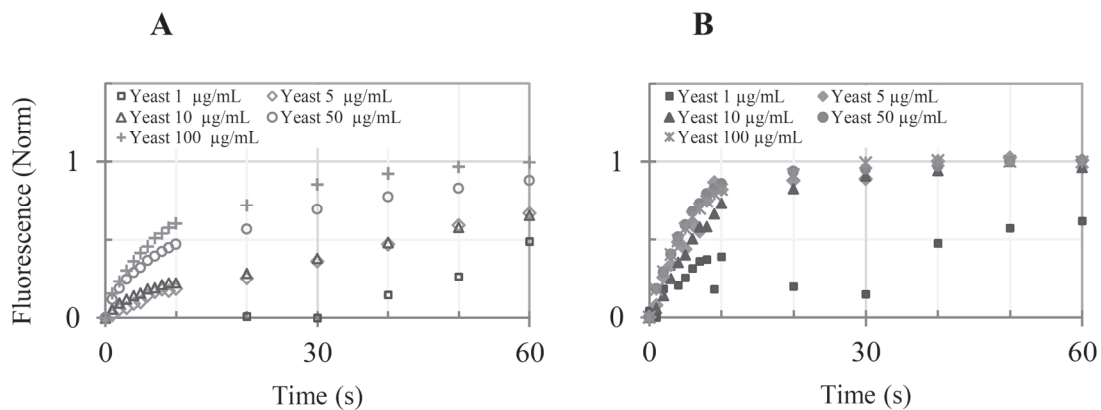 A
Fluorescence (Norm)
1
0
Yeast 1 µg/mL
Yeast 5 µg/mL
Yeast 10 µg/mL
Yeast 50 µg/mL
Yeast 100 µg/mL
0 30 60
Time (s)
B
1
0
Yeast 1 µg/mL
Yeast 5 µg/mL
Yeast 10 µg/mL
Yeast 50 µg/mL
Yeast 100 µg/mL
0 30 60
Time (s)